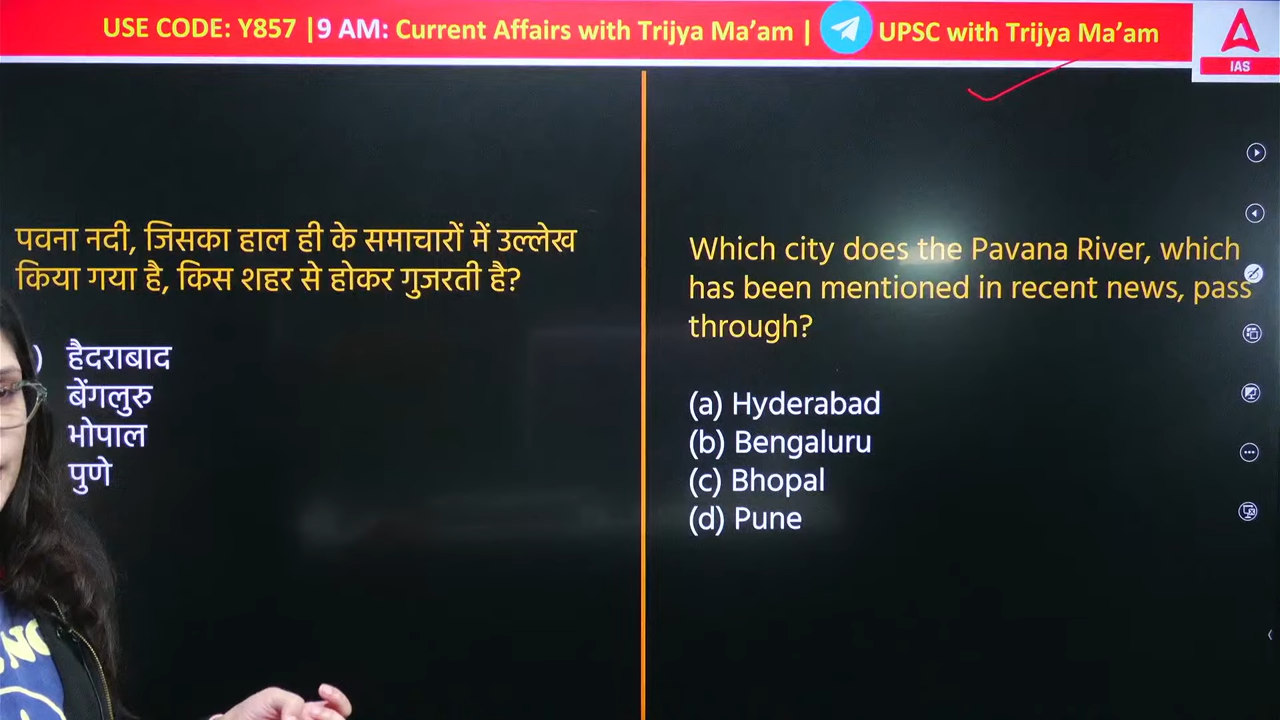 USE CODE: Y857 |9 AM: Current Affairs with Trijya Ma’am | UPSC with Trijya Ma’am
IAS
पवना नदी, जिसका हाल ही के समाचारों में उल्लेख
किया गया है, किस शहर से होकर गुजरती है?
) हैदराबाद
बेंगलुरु
भोपाल
पुणे
Which city does the Pavana River, which
has been mentioned in recent news, pass
through?
(a) Hyderabad
(b) Bengaluru
(c) Bhopal
(d) Pune